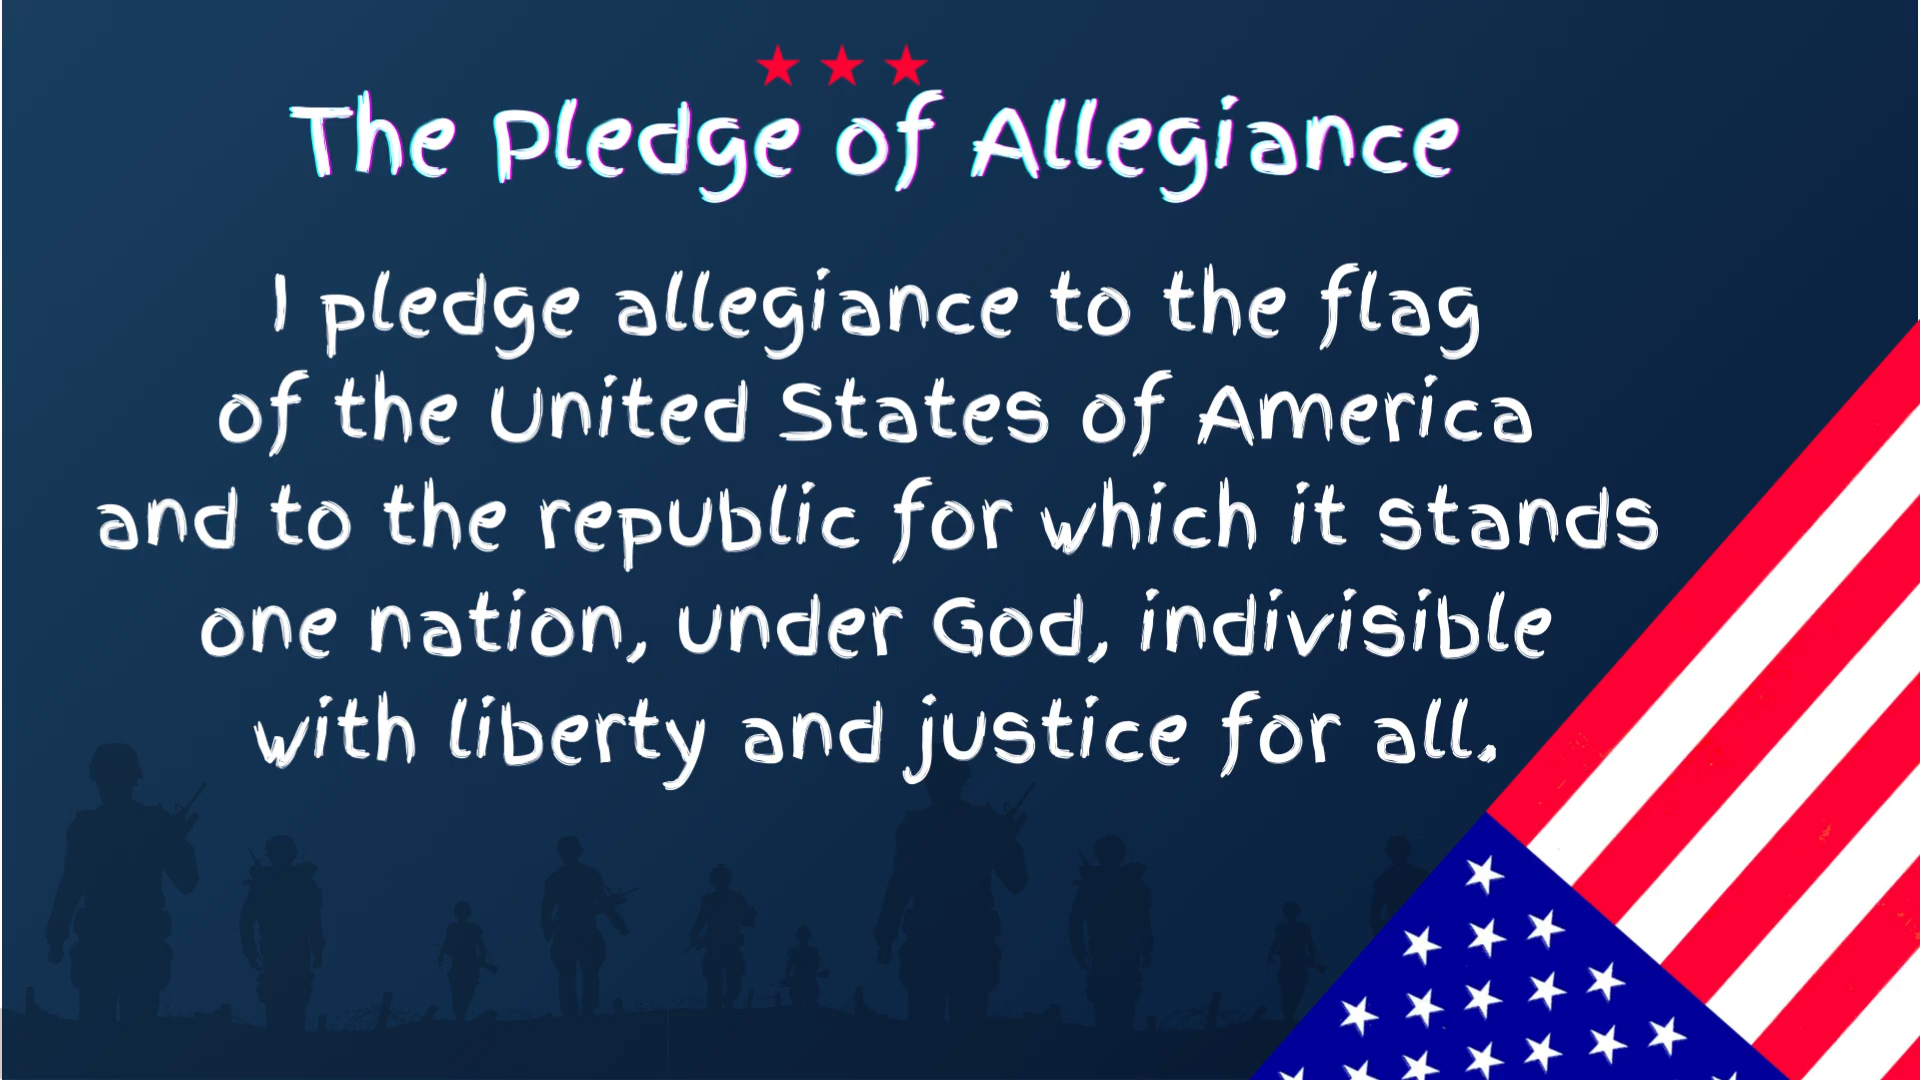 The Pledge of Allegiance
I pledge allegiance to the flag
of the United States of America
and to the republic for which it stands
one nation, under God, indivisible
with liberty and justice for all.